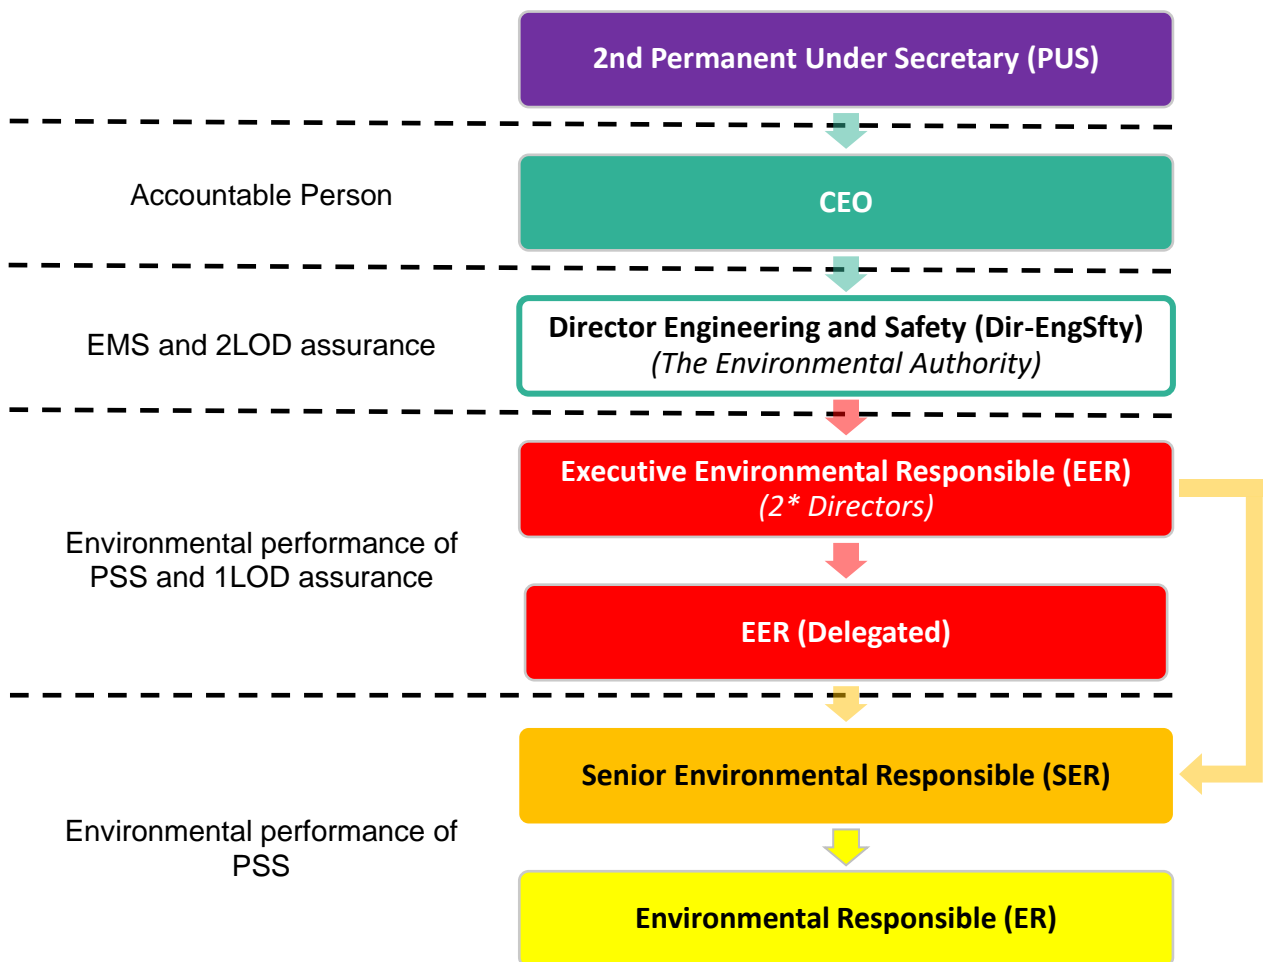 2nd Permanent Under Secretary (PUS)
Accountable Person
CEO
EMS and 2LOD assurance
Director Engineering and Safety (Dir-EngSfty)
(The Environmental Authority)
Environmental performance of
PSS and 1LOD assurance
Executive Environmental Responsible (EER)
(2* Directors)
EER (Delegated)
Environmental performance of
PSS
Senior Environmental Responsible (SER)
Environmental Responsible (ER)